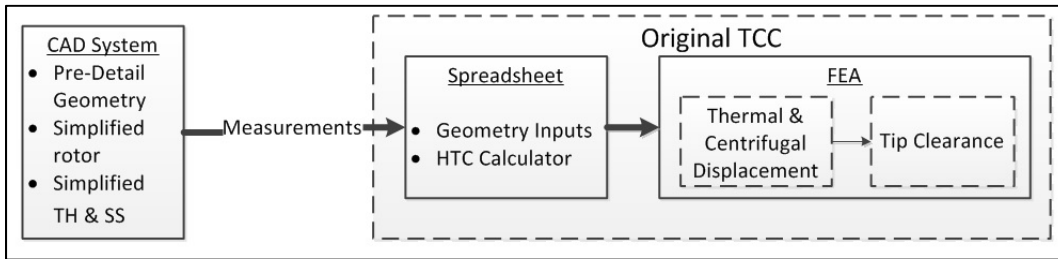 CAD System
• Pre-Detail
Geometry
• Simplified
rotor
• Simplified
TH & SS
Measurements
Original TCC
Spreadsheet
• Geometry Inputs
• HTC Calculator
FEA
Thermal &
Centrifugal
Displacement
Tip Clearance